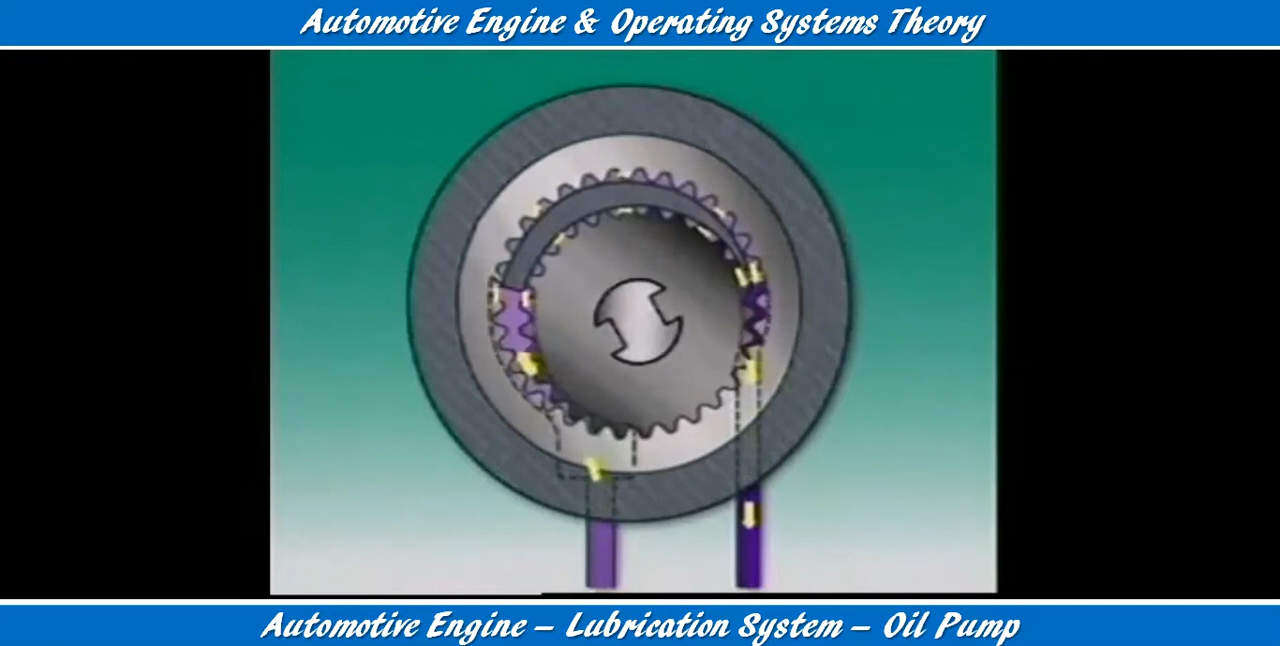 Automotive Engine & Operating Systems Theory
Automotive Engine – Lubrication System – Oil Pump